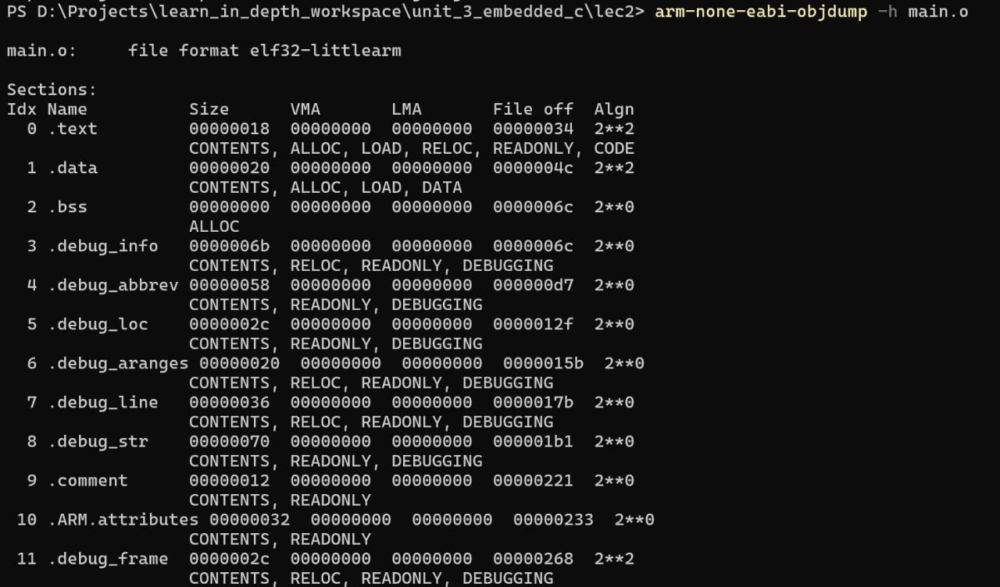 PS D:\Projects\learn_in_depth_workspace\unit_3_embedded_c\lec2> arm-none-eabi-objdump -h main.o

main.o:     file format elf32-littlearm

Sections:
Idx Name          Size      VMA       LMA       File off  Algn
  0 .text         00000018  00000000  00000000  00000034  2**2
                  CONTENTS, ALLOC, LOAD, RELOC, READONLY, CODE
  1 .data         00000020  00000000  00000000  0000004c  2**2
                  CONTENTS, ALLOC, LOAD, DATA
  2 .bss          00000000  00000000  00000000  0000006c  2**0
                  ALLOC
  3 .debug_info   0000006b  00000000  00000000  0000006c  2**0
                  CONTENTS, RELOC, READONLY, DEBUGGING
  4 .debug_abbrev 00000058  00000000  00000000  000000d7  2**0
                  CONTENTS, READONLY, DEBUGGING
  5 .debug_loc    0000002c  00000000  00000000  0000012f  2**0
                  CONTENTS, READONLY, DEBUGGING
  6 .debug_aranges 00000020  00000000  00000000  0000015b  2**0
                  CONTENTS, RELOC, READONLY, DEBUGGING
  7 .debug_line   00000036  00000000  00000000  0000017b  2**0
                  CONTENTS, RELOC, READONLY, DEBUGGING
  8 .debug_str    00000070  00000000  00000000  000001b1  2**0
                  CONTENTS, READONLY, DEBUGGING
  9 .comment      00000012  00000000  00000000  00000221  2**0
                  CONTENTS, READONLY
 10 .ARM.attributes 00000032  00000000  00000000  00000233  2**0
                  CONTENTS, READONLY
 11 .debug_frame  0000002c  00000000  00000000  00000268  2**2
                  CONTENTS, RELOC, READONLY, DEBUGGING